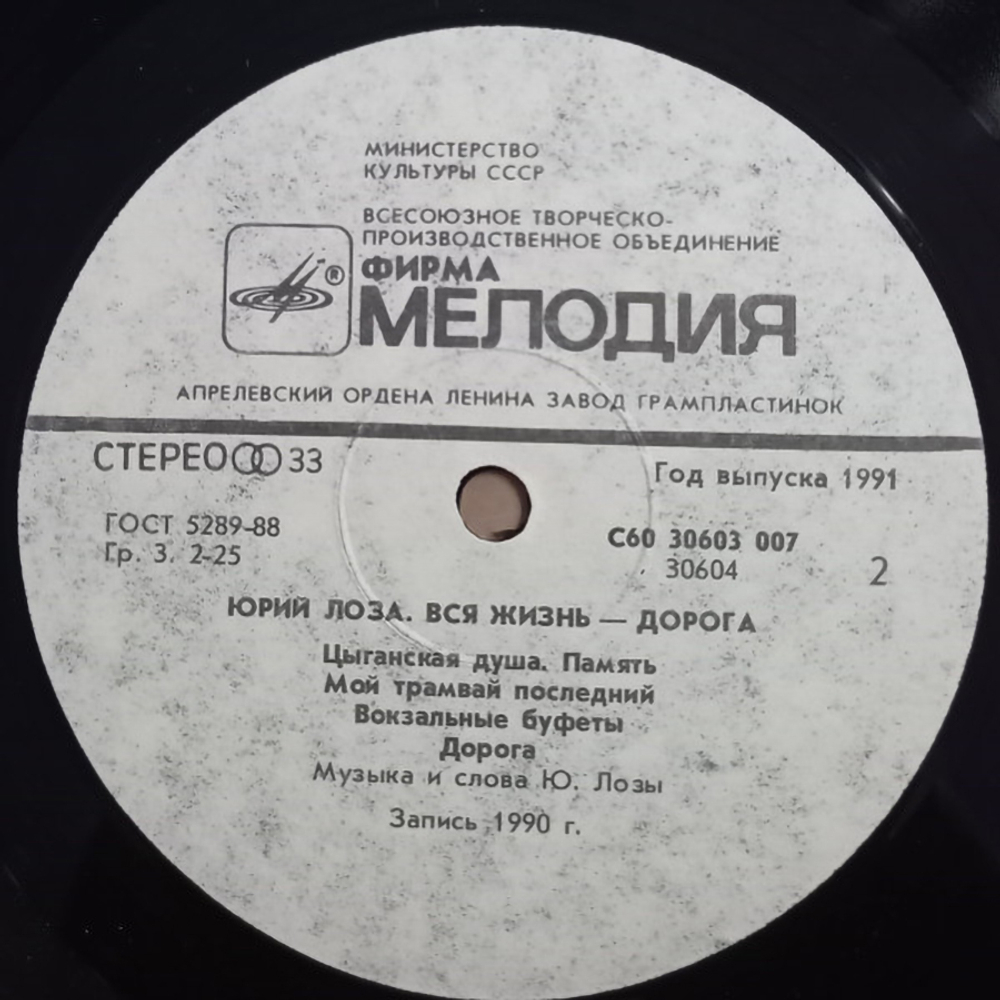 МИНИСТЕРСТВО
КУЛЬТУРЫ СССР
ВСЕСОЮЗНОЕ ТВОРЧЕСКО-
ПРОИЗВОДСТВЕННОЕ ОБЪЕДИНЕНИЕ
®
ФИРМА
МЕЛОДИЯ
АПРЕЛЕВСКИЙ ОРДЕНА ЛЕНИНА ЗАВОД ГРАМПЛАСТИНОК
СТЕРЕО 33
Год выпуска 1991
ГОСТ 5289-88
Гр. 3. 2-25
С60 30603 007
30604
2
ЮРИЙ ЛОЗА. ВСЯ ЖИЗНЬ — ДОРОГА
Цыганская душа. Память
Мой трамвай последний
Вокзальные буфеты
Дорога
Музыка и слова Ю. Лозы
Запись 1990 г.